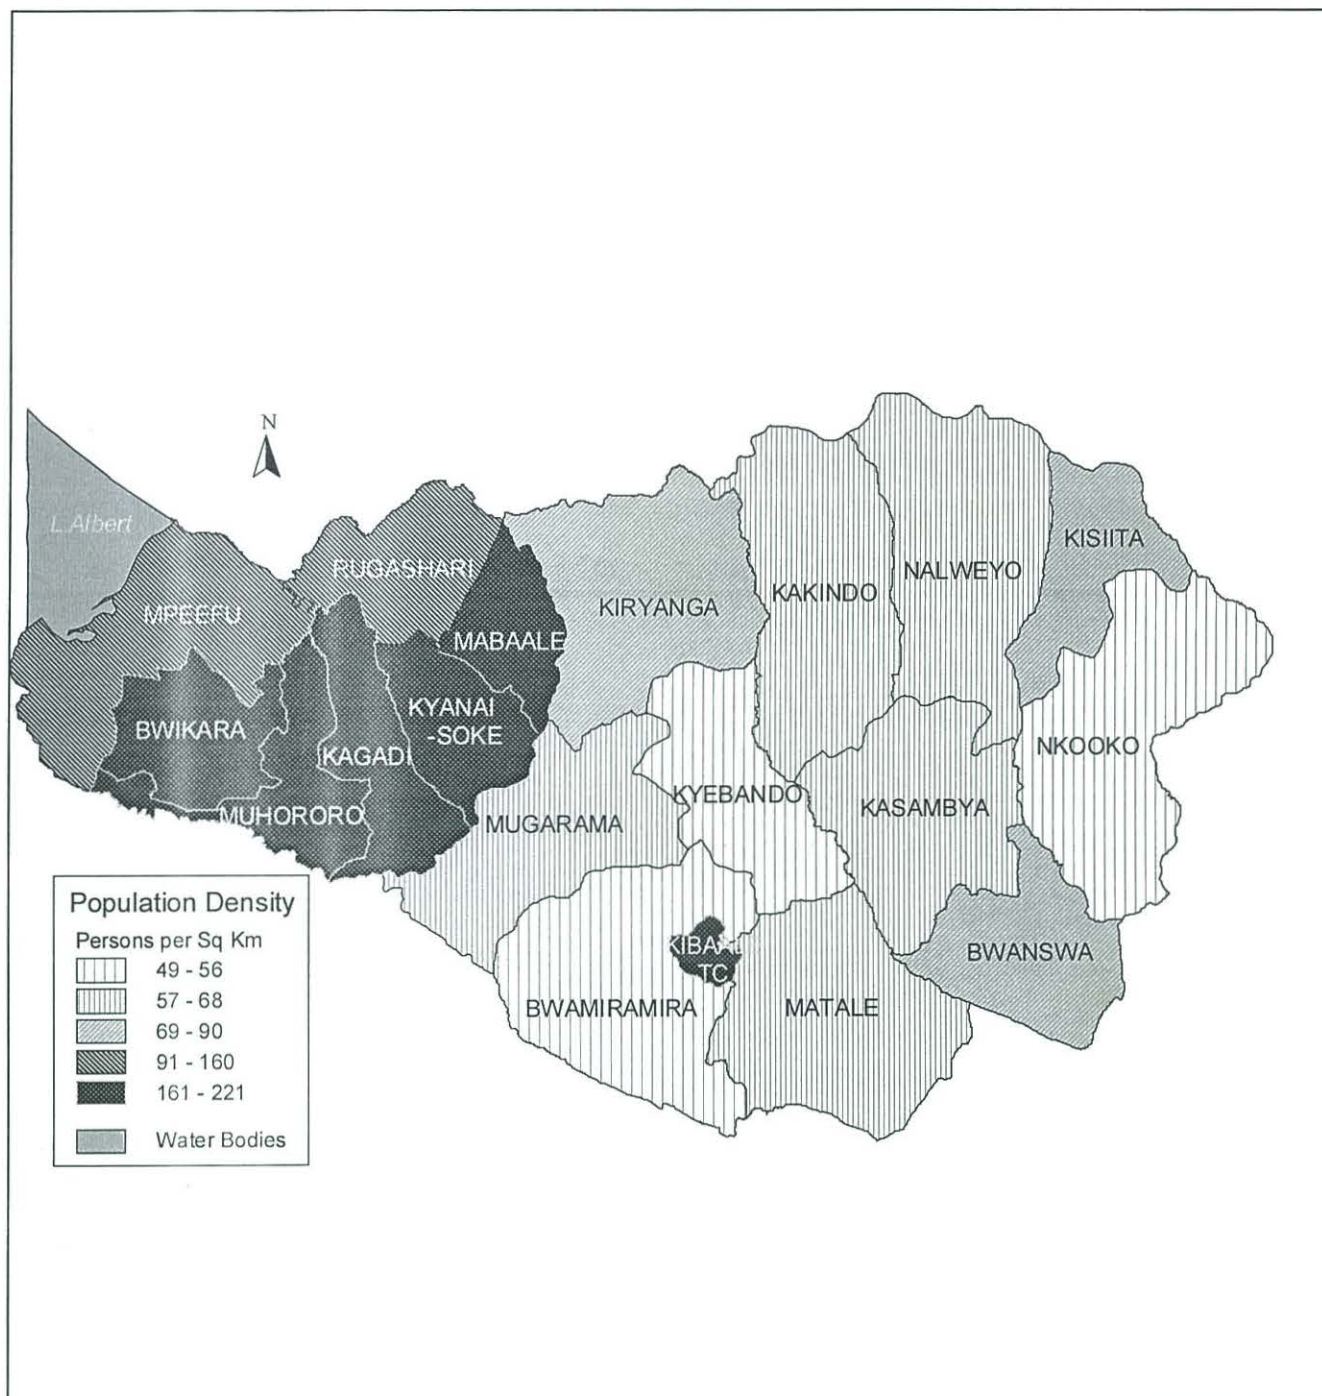 N
L.Albert
RUGASHARI
MPEEFU
MABAALE
KIRYANGA
KAKINDO
NALWEYO
KISIITA
BWIKARA
KYANAI
-SOKE
KAGADI
MUHORORO
MUGARAMA
KYEBANDO
KASAMBYA
NKOOKO
BWANSWA
TC
BWAMIRAMIRA
MATALE
Population Density
Persons per Sq Km
49 - 56
57 - 68
69 - 90
91 - 160
161 - 221
Water Bodies